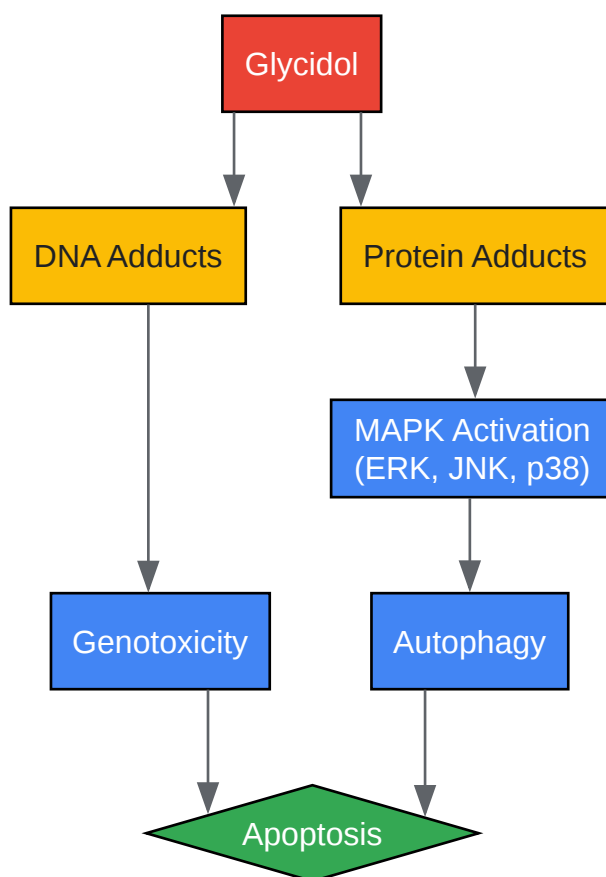 Glycidol
DNA Adducts
Protein Adducts
MAPK Activation
(ERK, JNK, p38)
Genotoxicity
Autophagy
Apoptosis